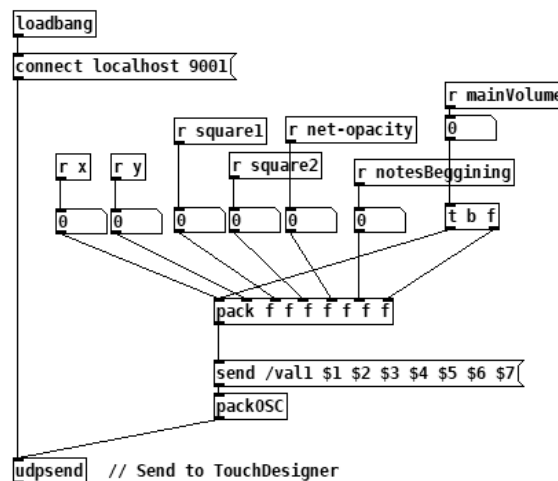 loadbang
connect localhost 9001
r mainVolume
0
r square1
r net-opacity
r x
r y
r square2
r notesBeggining
0
0
0
0
0
0
t b f
pack f f f f f f f
send /val1 $1 $2 $3 $4 $5 $6 $7
packOSC
udpsend // Send to TouchDesigner